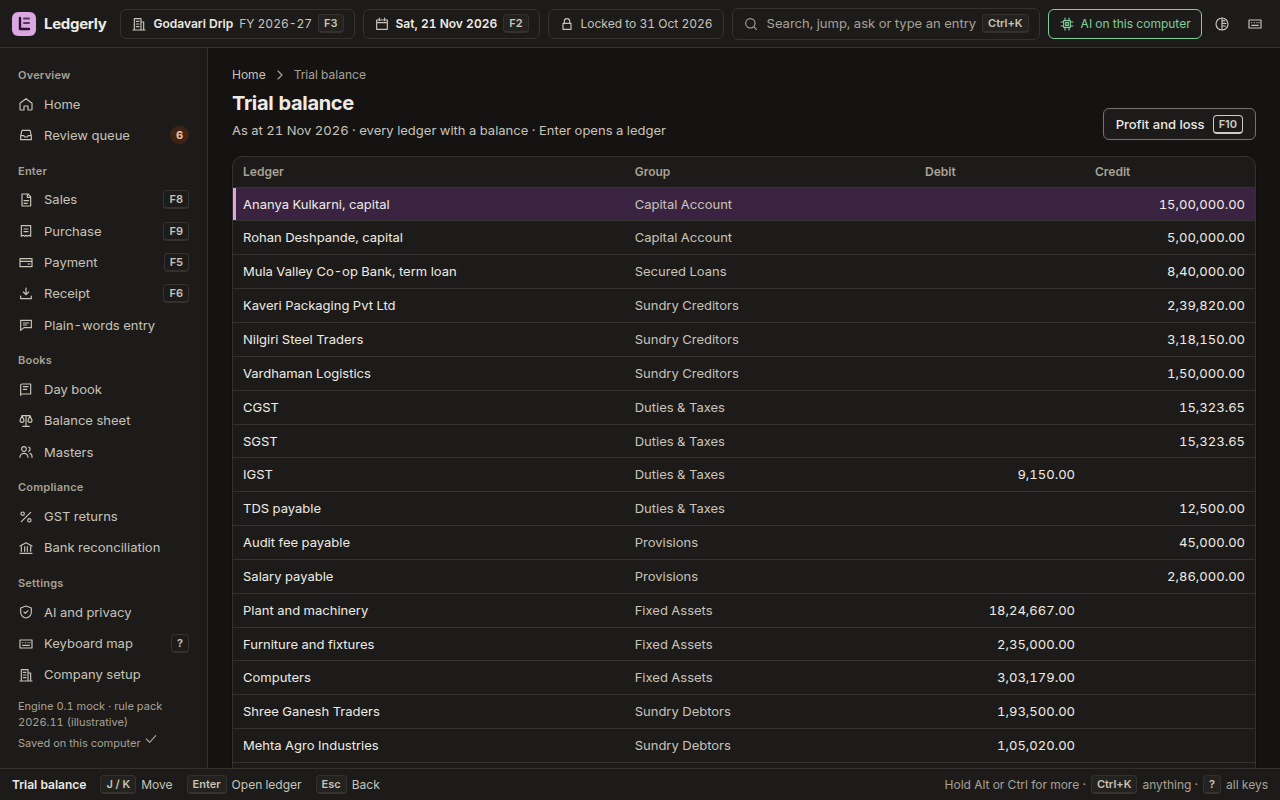 Ledgerly
Godavari Drip FY 2026-27 F3
Sat, 21 Nov 2026 F2
Locked to 31 Oct 2026
Search, jump, ask or type an entry Ctrl+K
AI on this computer
Overview
Home
Review queue 6
Enter
Sales F8
Purchase F9
Payment F5
Receipt F6
Plain-words entry
Books
Day book
Balance sheet
Masters
Compliance
GST returns
Bank reconciliation
Settings
AI and privacy
Keyboard map ?
Company setup
Engine 0.1 mock · rule pack
2026.11 (illustrative)
Saved on this computer
Home > Trial balance
Trial balance
As at 21 Nov 2026 · every ledger with a balance · Enter opens a ledger
Profit and loss F10
Ledger Group Debit Credit
Ananya Kulkarni, capital Capital Account 15,00,000.00
Rohan Deshpande, capital Capital Account 5,00,000.00
Mula Valley Co-op Bank, term loan Secured Loans 8,40,000.00
Kaveri Packaging Pvt Ltd Sundry Creditors 2,39,820.00
Nilgiri Steel Traders Sundry Creditors 3,18,150.00
Vardhaman Logistics Sundry Creditors 1,50,000.00
CGST Duties & Taxes 15,323.65
SGST Duties & Taxes 15,323.65
IGST Duties & Taxes 9,150.00
TDS payable Duties & Taxes 12,500.00
Audit fee payable Provisions 45,000.00
Salary payable Provisions 2,86,000.00
Plant and machinery Fixed Assets 18,24,667.00
Furniture and fixtures Fixed Assets 2,35,000.00
Computers Fixed Assets 3,03,179.00
Shree Ganesh Traders Sundry Debtors 1,93,500.00
Mehta Agro Industries Sundry Debtors 1,05,020.00
Trial balance J / K Move Enter Open ledger Esc Back
Hold Alt or Ctrl for more · Ctrl+K anything · ? all keys